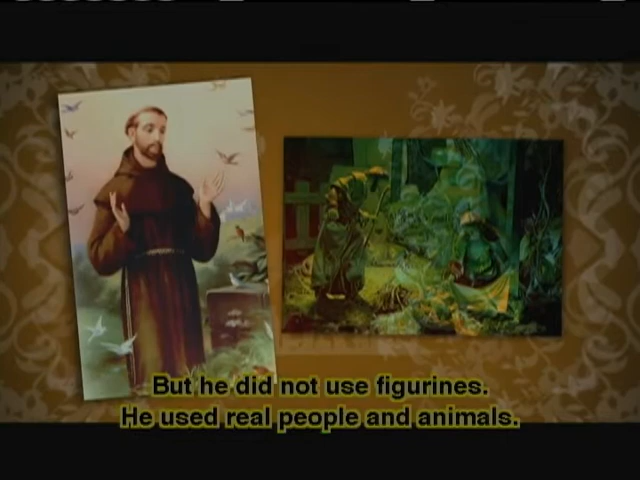 But he did not use figurines.
He used real people and animals.